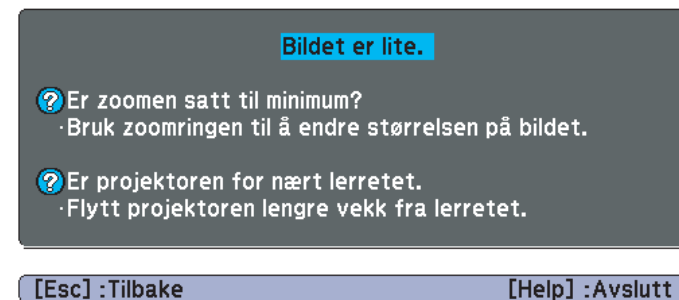 Bildet er lite.
Er zoomen satt til minimum?
·Bruk zoomringen til å endre størrelsen på bildet.
Er projektoren for nært lerretet.
·Flytt projektoren lengre vekk fra lerretet.
[Esc] :Tilbake [Help] :Avslutt